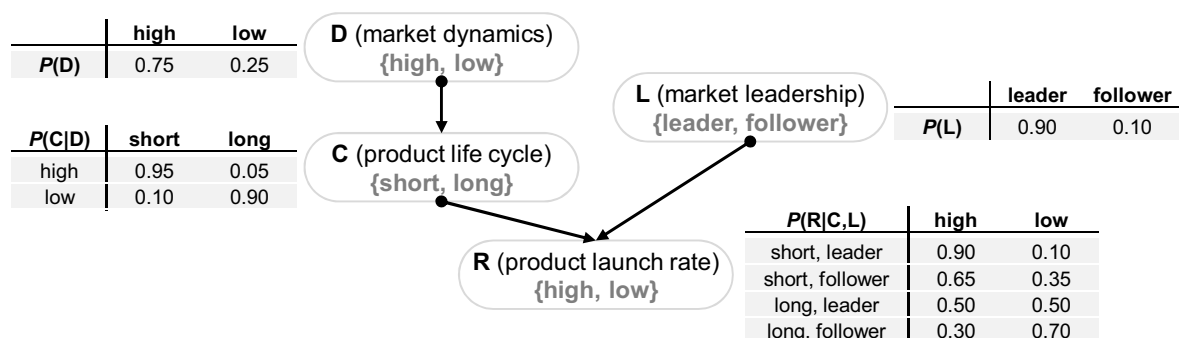 high low
P(D) 0.75 0.25
D (market dynamics)
{high, low}
L (market leadership)
{leader, follower}
leader follower
P(L) 0.90 0.10
P(C|D) short long
high 0.95 0.05
low 0.10 0.90
C (product life cycle)
{short, long}
R (product launch rate)
{high, low}
P(R|C,L) high low
short, leader 0.90 0.10
short, follower 0.65 0.35
long, leader 0.50 0.50
long, follower 0.30 0.70